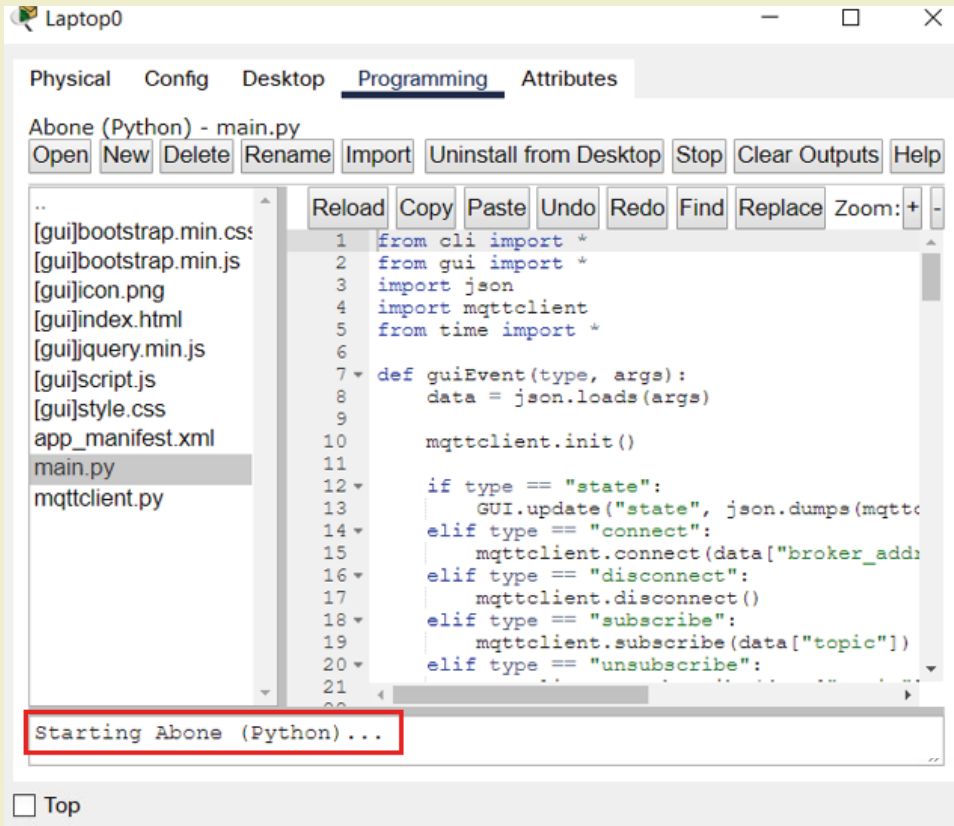 Laptop0
Physical Config Desktop Programming Attributes
Abone (Python) - main.py
Open New Delete Rename Import Uninstall from Desktop Stop Clear Outputs Help
..
[gui]bootstrap.min.css
[gui]bootstrap.min.js
[gui]icon.png
[gui]index.html
[gui]jquery.min.js
[gui]script.js
[gui]style.css
app_manifest.xml
main.py
mqttclient.py
Reload Copy Paste Undo Redo Find Replace Zoom: + -
1 from cli import *
2 from gui import *
3 import json
4 import mqttclient
5 from time import *
6
7 def guiEvent(type, args):
8 data = json.loads(args)
9
10 mqttclient.init()
11
12 if type == "state":
13 GUI.update("state", json.dumps(mqttc
14 elif type == "connect":
15 mqttclient.connect(data["broker_add
16 elif type == "disconnect":
17 mqttclient.disconnect()
18 elif type == "subscribe":
19 mqttclient.subscribe(data["topic"])
20 elif type == "unsubscribe":
21
Starting Abone (Python)...
Top